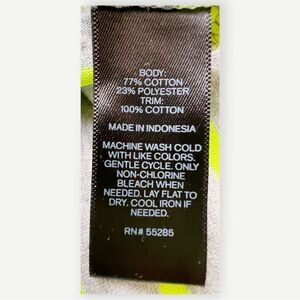 BODY:
77% COTTON
23% POLYESTER
TRIM:
100% COTTON
MADE IN INDONESIA
MACHINE WASH COLD
WITH LIKE COLORS.
GENTLE CYCLE. ONLY
NON-CHLORINE
BLEACH WHEN
NEEDED. LAY FLAT TO
DRY. COOL IRON IF
NEEDED.
RN# 55285